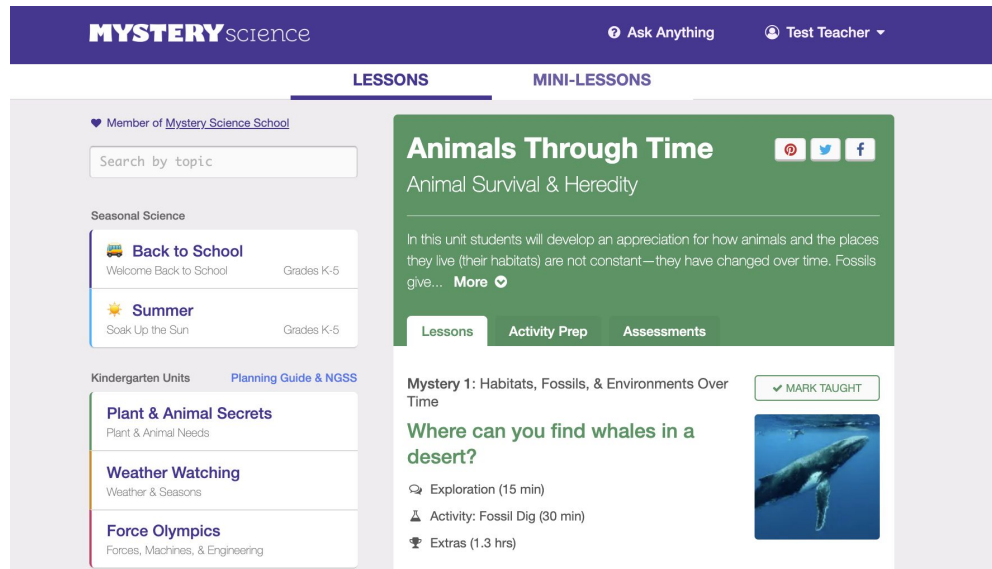 MYSTERY science
Ask Anything
Test Teacher
LESSONS
MINI-LESSONS
Member of Mystery Science School
Search by topic
Seasonal Science
Back to School
Welcome Back to School
Grades K-5
Summer
Soak Up the Sun
Grades K-5
Kindergarten Units
Planning Guide & NGSS
Plant & Animal Secrets
Plant & Animal Needs
Weather Watching
Weather & Seasons
Force Olympics
Forces, Machines, & Engineering
Animals Through Time
Animal Survival & Heredity
In this unit students will develop an appreciation for how animals and the places
they live (their habitats) are not constant—they have changed over time. Fossils
give... More
Lessons
Activity Prep
Assessments
Mystery 1: Habitats, Fossils, & Environments Over
Time
MARK TAUGHT
Where can you find whales in a
desert?
Exploration (15 min)
Activity: Fossil Dig (30 min)
Extras (1.3 hrs)